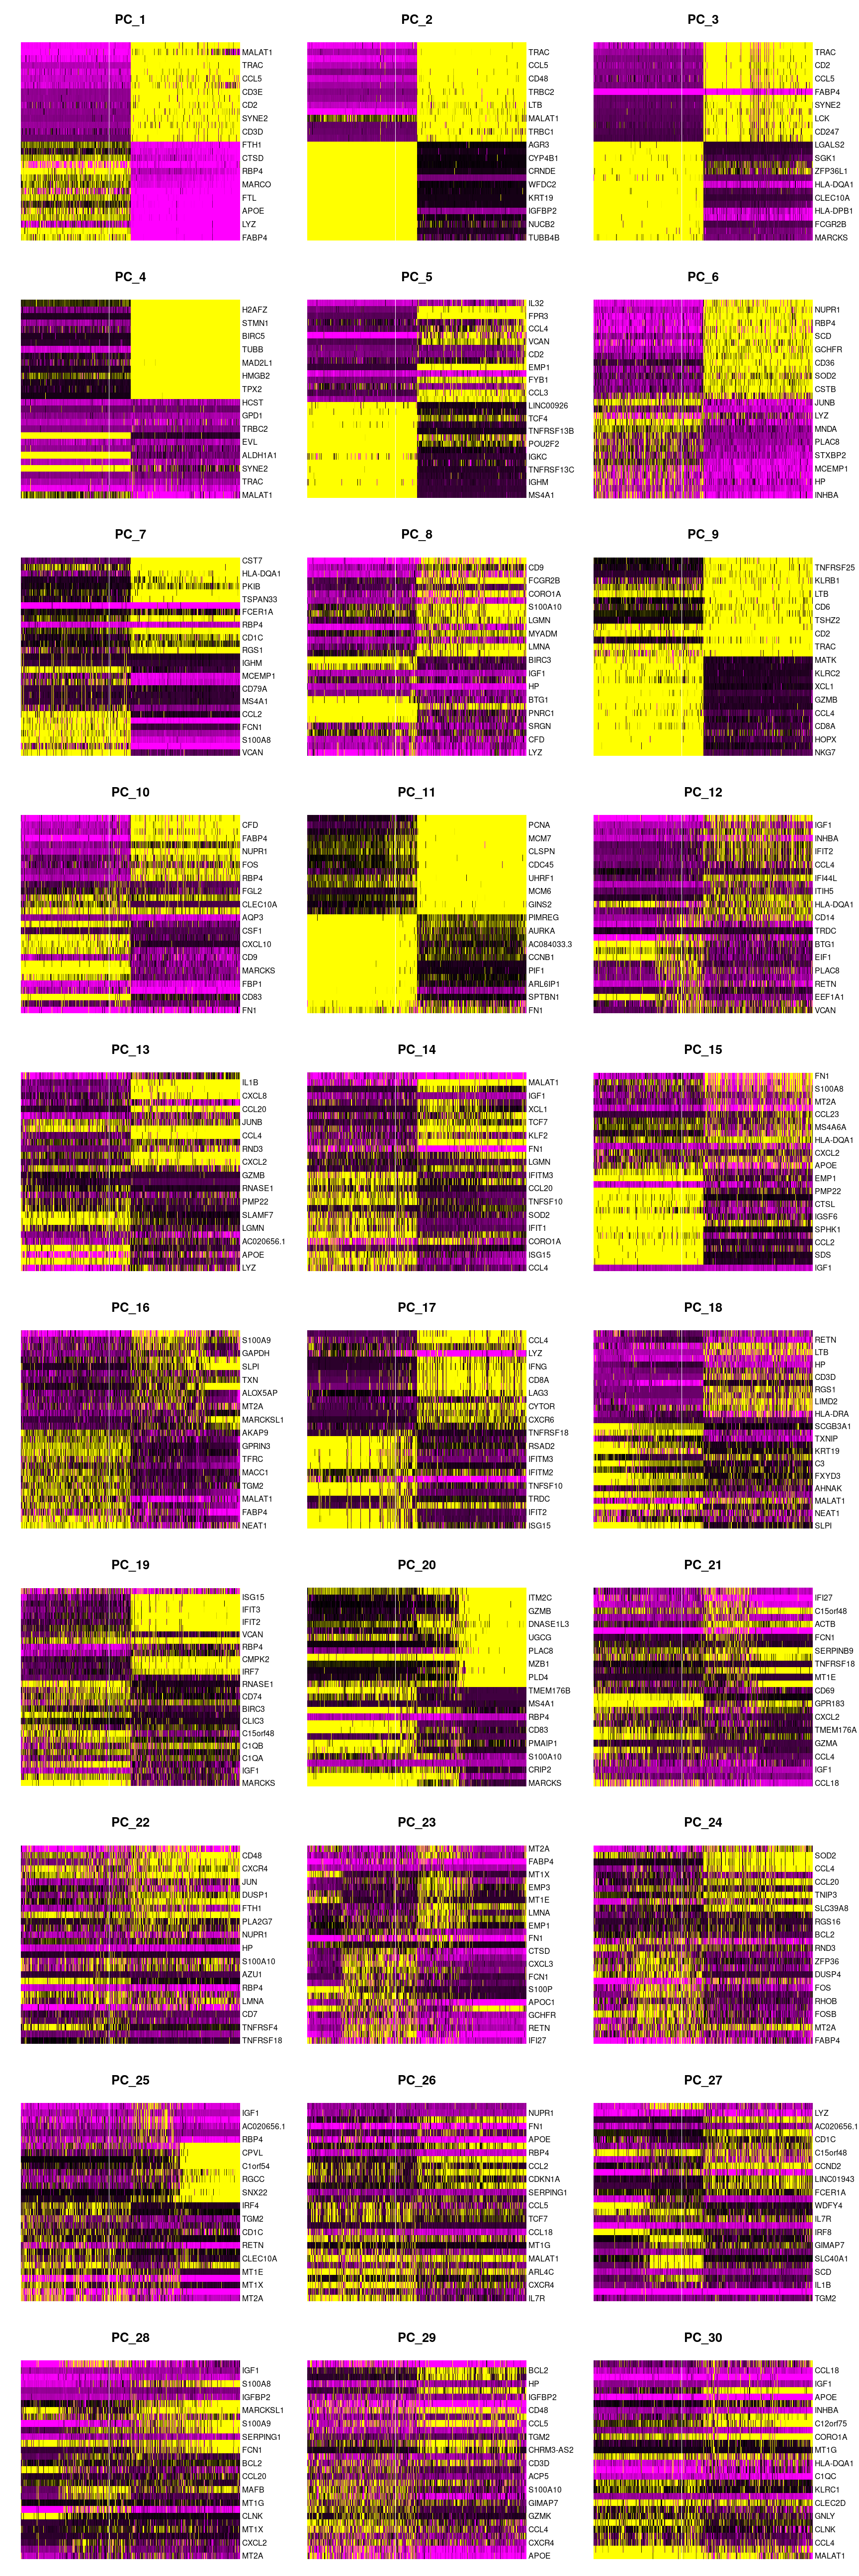 PC_1
MALAT1
TRAC
CCL5
CD3E
CD2
SYNE2
CD3D
FTH1
CTSD
RBP4
MARCO
FTL
APOE
LYZ
FABP4
PC_2
TRAC
CCL5
CD48
TRBC2
LTB
MALAT1
TRBC1
AGR3
CYP4B1
CRNDE
WFDC2
KRT19
IGFBP2
NUCB2
TUBB4B
PC_3
TRAC
CD2
CCL5
FABP4
SYNE2
LCK
CD247
LGALS2
SGK1
ZFP36L1
HLA-DQA1
CLEC10A
HLA-DPB1
FCGR2B
MARCKS
PC_4
H2AFZ
STMN1
BIRC5
TUBB
MAD2L1
HMGB2
TPX2
HCST
GPD1
TRBC2
EVL
ALDH1A1
SYNE2
TRAC
MALAT1
PC_5
IL32
FPR3
CCL4
VCAN
CD2
EMP1
FYB1
CCL3
LINC00926
TCF4
TNFRSF13B
POU2F2
IGKC
TNFRSF13C
IGHM
MS4A1
PC_6
NUPR1
RBP4
SCD
GCHFR
CD36
SOD2
CSTB
JUNB
LYZ
MNDA
PLAC8
STXBP2
MCEMP1
HP
INHBA
PC_7
CST7
HLA-DQA1
PKIB
TSPAN33
FCER1A
RBP4
CD1C
RGS1
IGHM
MCEMP1
CD79A
MS4A1
CCL2
FCN1
S100A8
VCAN
PC_8
CD9
FCGR2B
CORO1A
S100A10
LGMN
MYADM
LMNA
BIRC3
IGF1
HP
BTG1
PNRC1
SRGN
CFD
LYZ
PC_9
TNFRSF25
KLRB1
LTB
CD6
TSHZ2
CD2
TRAC
MATK
KLRC2
XCL1
GZMB
CCL4
CD8A
HOPX
NKG7
PC_10
CFD
FABP4
NUPR1
FOS
RBP4
FGL2
CLEC10A
AQP3
CSF1
CXCL10
CD9
MARCKS
FBP1
CD83
FN1
PC_11
PCNA
MCM7
CLSPN
CDC45
UHRF1
MCM6
GINS2
PIMREG
AURKA
AC084033.3
CCNB1
PIF1
ARL6IP1
SPTBN1
FN1
PC_12
IGF1
INHBA
IFIT2
CCL4
IFI44L
ITIH5
HLA-DQA1
CD14
TRDC
BTG1
EIF1
PLAC8
RETN
EEF1A1
VCAN
PC_13
IL1B
CXCL8
CCL20
JUNB
CCL4
RND3
CXCL2
GZMB
RNASE1
PMP22
SLAMF7
LGMN
AC020656.1
APOE
LYZ
PC_14
MALAT1
IGF1
XCL1
TCF7
KLF2
FN1
LGMN
IFITM3
CCL20
TNFSF10
SOD2
IFIT1
CORO1A
ISG15
CCL4
PC_15
FN1
S100A8
MT2A
CCL23
MS4A6A
HLA-DQA1
CXCL2
APOE
EMP1
PMP22
CTSL
IGSF6
SPHK1
CCL2
SDS
IGF1
PC_16
S100A9
GAPDH
SLPI
TXN
ALOX5AP
MT2A
MARCKSL1
AKAP9
GPRIN3
TFRC
MACC1
TGM2
MALAT1
FABP4
NEAT1
PC_17
CCL4
LYZ
IFNG
CD8A
LAG3
CYTOR
CXCR6
TNFRSF18
RSAD2
IFITM3
IFITM2
TNFSF10
TRDC
IFIT2
ISG15
PC_18
RETN
LTB
HP
CD3D
RGS1
LIMD2
HLA-DRA
SCGB3A1
TXNIP
KRT19
C3
FXYD3
AHNAK
MALAT1
NEAT1
SLPI
PC_19
ISG15
IFIT3
IFIT2
VCAN
RBP4
CMPK2
IRF7
RNASE1
CD74
BIRC3
CLIC3
C15orf48
C1QB
C1QA
IGF1
MARCKS
PC_20
ITM2C
GZMB
DNASE1L3
UGCG
PLAC8
MZB1
PLD4
TMEM176B
MS4A1
RBP4
CD83
PMAIP1
S100A10
CRIP2
MARCKS
PC_21
IFI27
C15orf48
ACTB
FCN1
SERPINB9
TNFRSF18
MT1E
CD69
GPR183
CXCL2
TMEM176A
GZMA
CCL4
IGF1
CCL18
PC_22
CD48
CXCR4
JUN
DUSP1
FTH1
PLA2G7
NUPR1
HP
S100A10
AZU1
RBP4
LMNA
CD7
TNFRSF4
TNFRSF18
PC_23
MT2A
FABP4
MT1X
EMP3
MT1E
LMNA
EMP1
FN1
CTSD
CXCL3
FCN1
S100P
APOC1
GCHFR
RETN
IFI27
PC_24
SOD2
CCL4
CCL20
TNIP3
SLC39A8
RGS16
BCL2
RND3
ZFP36
DUSP4
FOS
RHOB
FOSB
MT2A
FABP4
PC_25
IGF1
AC020656.1
RBP4
CPVL
C1orf54
RGCC
SNX22
IRF4
TGM2
CD1C
RETN
CLEC10A
MT1E
MT1X
MT2A
PC_26
NUPR1
FN1
APOE
RBP4
CCL2
CDKN1A
SERPING1
CCL5
TCF7
CCL18
MT1G
MALAT1
ARL4C
CXCR4
IL7R
PC_27
LYZ
AC020656.1
CD1C
C15orf48
CCND2
LINC01943
FCER1A
WDFY4
IL7R
IRF8
GIMAP7
SLC40A1
SCD
IL1B
TGM2
PC_28
IGF1
S100A8
IGFBP2
MARCKSL1
S100A9
SERPING1
FCN1
BCL2
CCL20
MAFB
MT1G
CLNK
MT1X
CXCL2
MT2A
PC_29
BCL2
HP
IGFBP2
CD48
CCL5
TGM2
CHRM3-AS2
CD3D
ACP5
S100A10
GIMAP7
GZMK
CCL4
CXCR4
APOE
PC_30
CCL18
IGF1
APOE
INHBA
C12orf75
CORO1A
MT1G
HLA-DQA1
C1QC
KLRC1
CLEC2D
GNLY
CLNK
CCL4
MALAT1